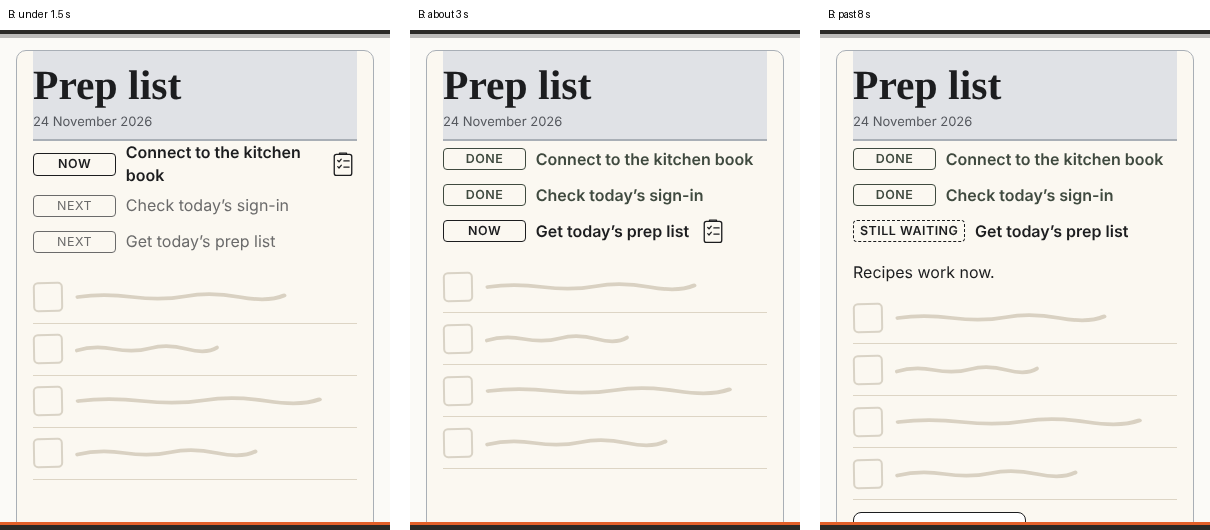 B: under 1.5 s
Prep list
24 November 2026
NOW Connect to the kitchen
book
NEXT Check today’s sign-in
NEXT Get today’s prep list
B: about 3 s
Prep list
24 November 2026
DONE Connect to the kitchen book
DONE Check today’s sign-in
NOW Get today’s prep list
B: past 8 s
Prep list
24 November 2026
DONE Connect to the kitchen book
DONE Check today’s sign-in
STILL WAITING Get today’s prep list
Recipes work now.